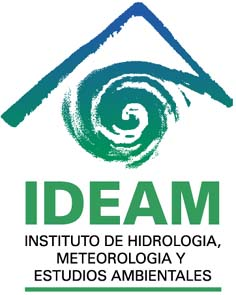 IDEAM
INSTITUTO DE HIDROLOGIA,
METEOROLOGIA Y
ESTUDIOS AMBIENTALES